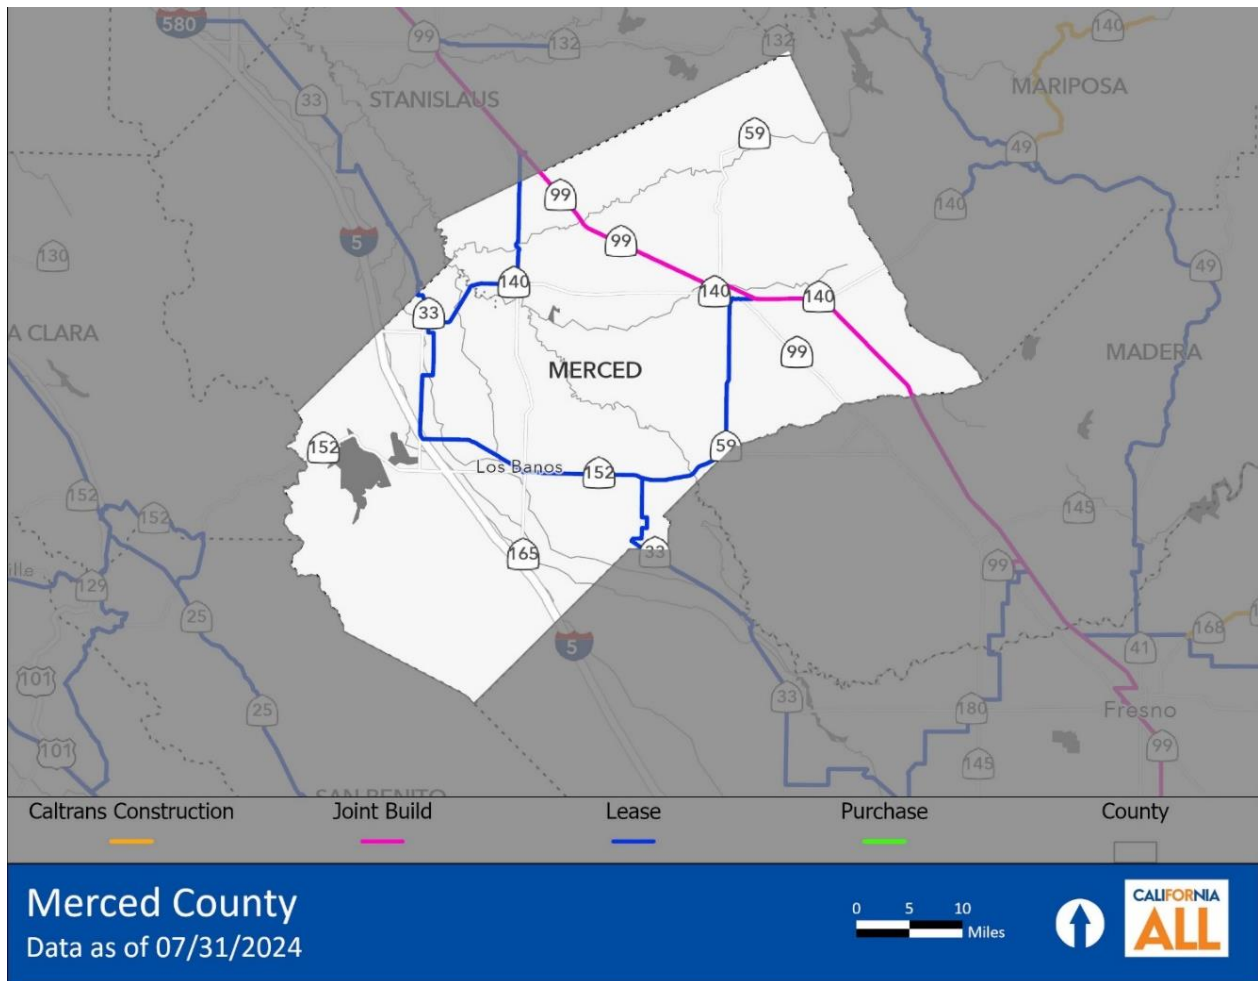 580
99
132
132
140
MARIPOSA
33
STANISLAUS
59
49
99
140
5
130
99
49
140
140
140
33
A CLARA
99
MADERA
MERCED
152
59
Los Banos
152
152
152
145
165
33
99
ville
129
25
5
168
41
101
33
180
Fresno
25
101
99
145
SAN BENITO
Caltrans Construction
Joint Build
Lease
Purchase
County
Merced County
Data as of 07/31/2024
0 5 10
Miles
CALIFORNIA
ALL